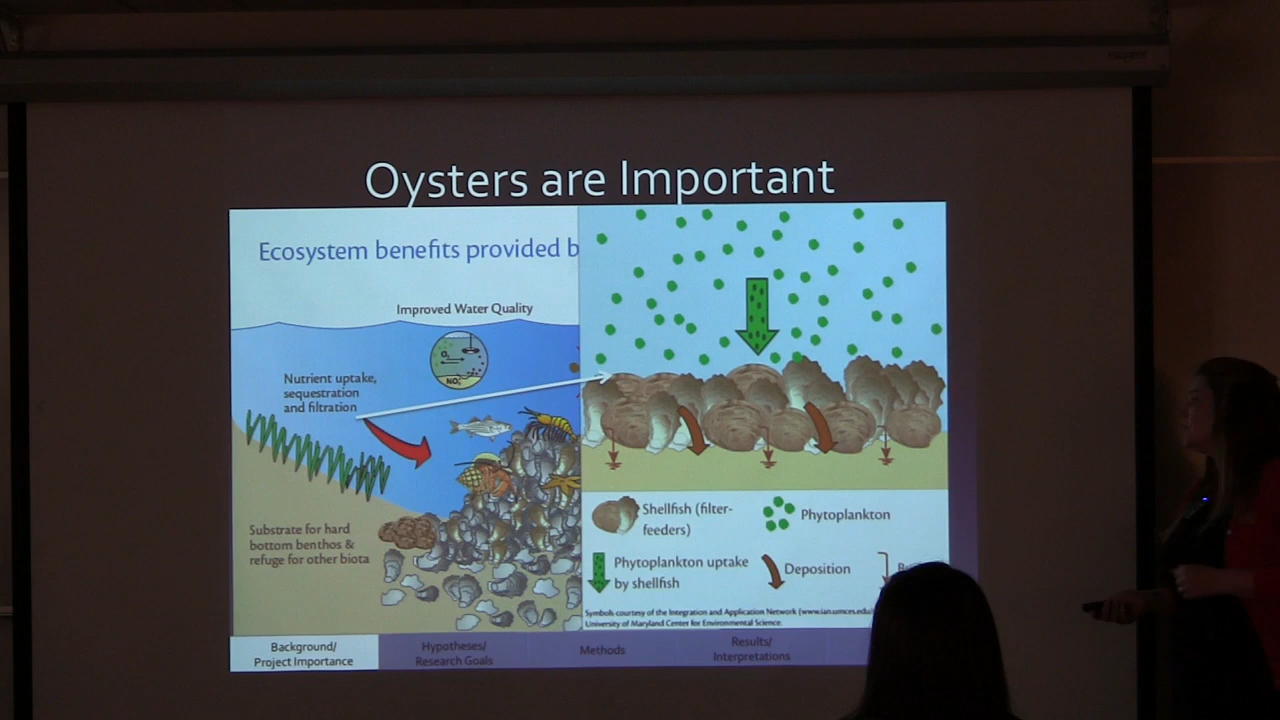 Oysters are Important
Ecosystem benefits provided b
Improved Water Quality
Nutrient uptake,
sequestration
and filtration
Substrate for hard
bottom benthos &
refuge for other biota
Shellfish (filter-
feeders)
Phytoplankton
Phytoplankton uptake
by shellfish
Deposition
B
Symbols courtesy of the Integration and Application Network (www.ian.umces.edu/
University of Maryland Center for Environmental Science.
Background/
Project Importance
Hypotheses/
Research Goals
Methods
Results/
Interpretations